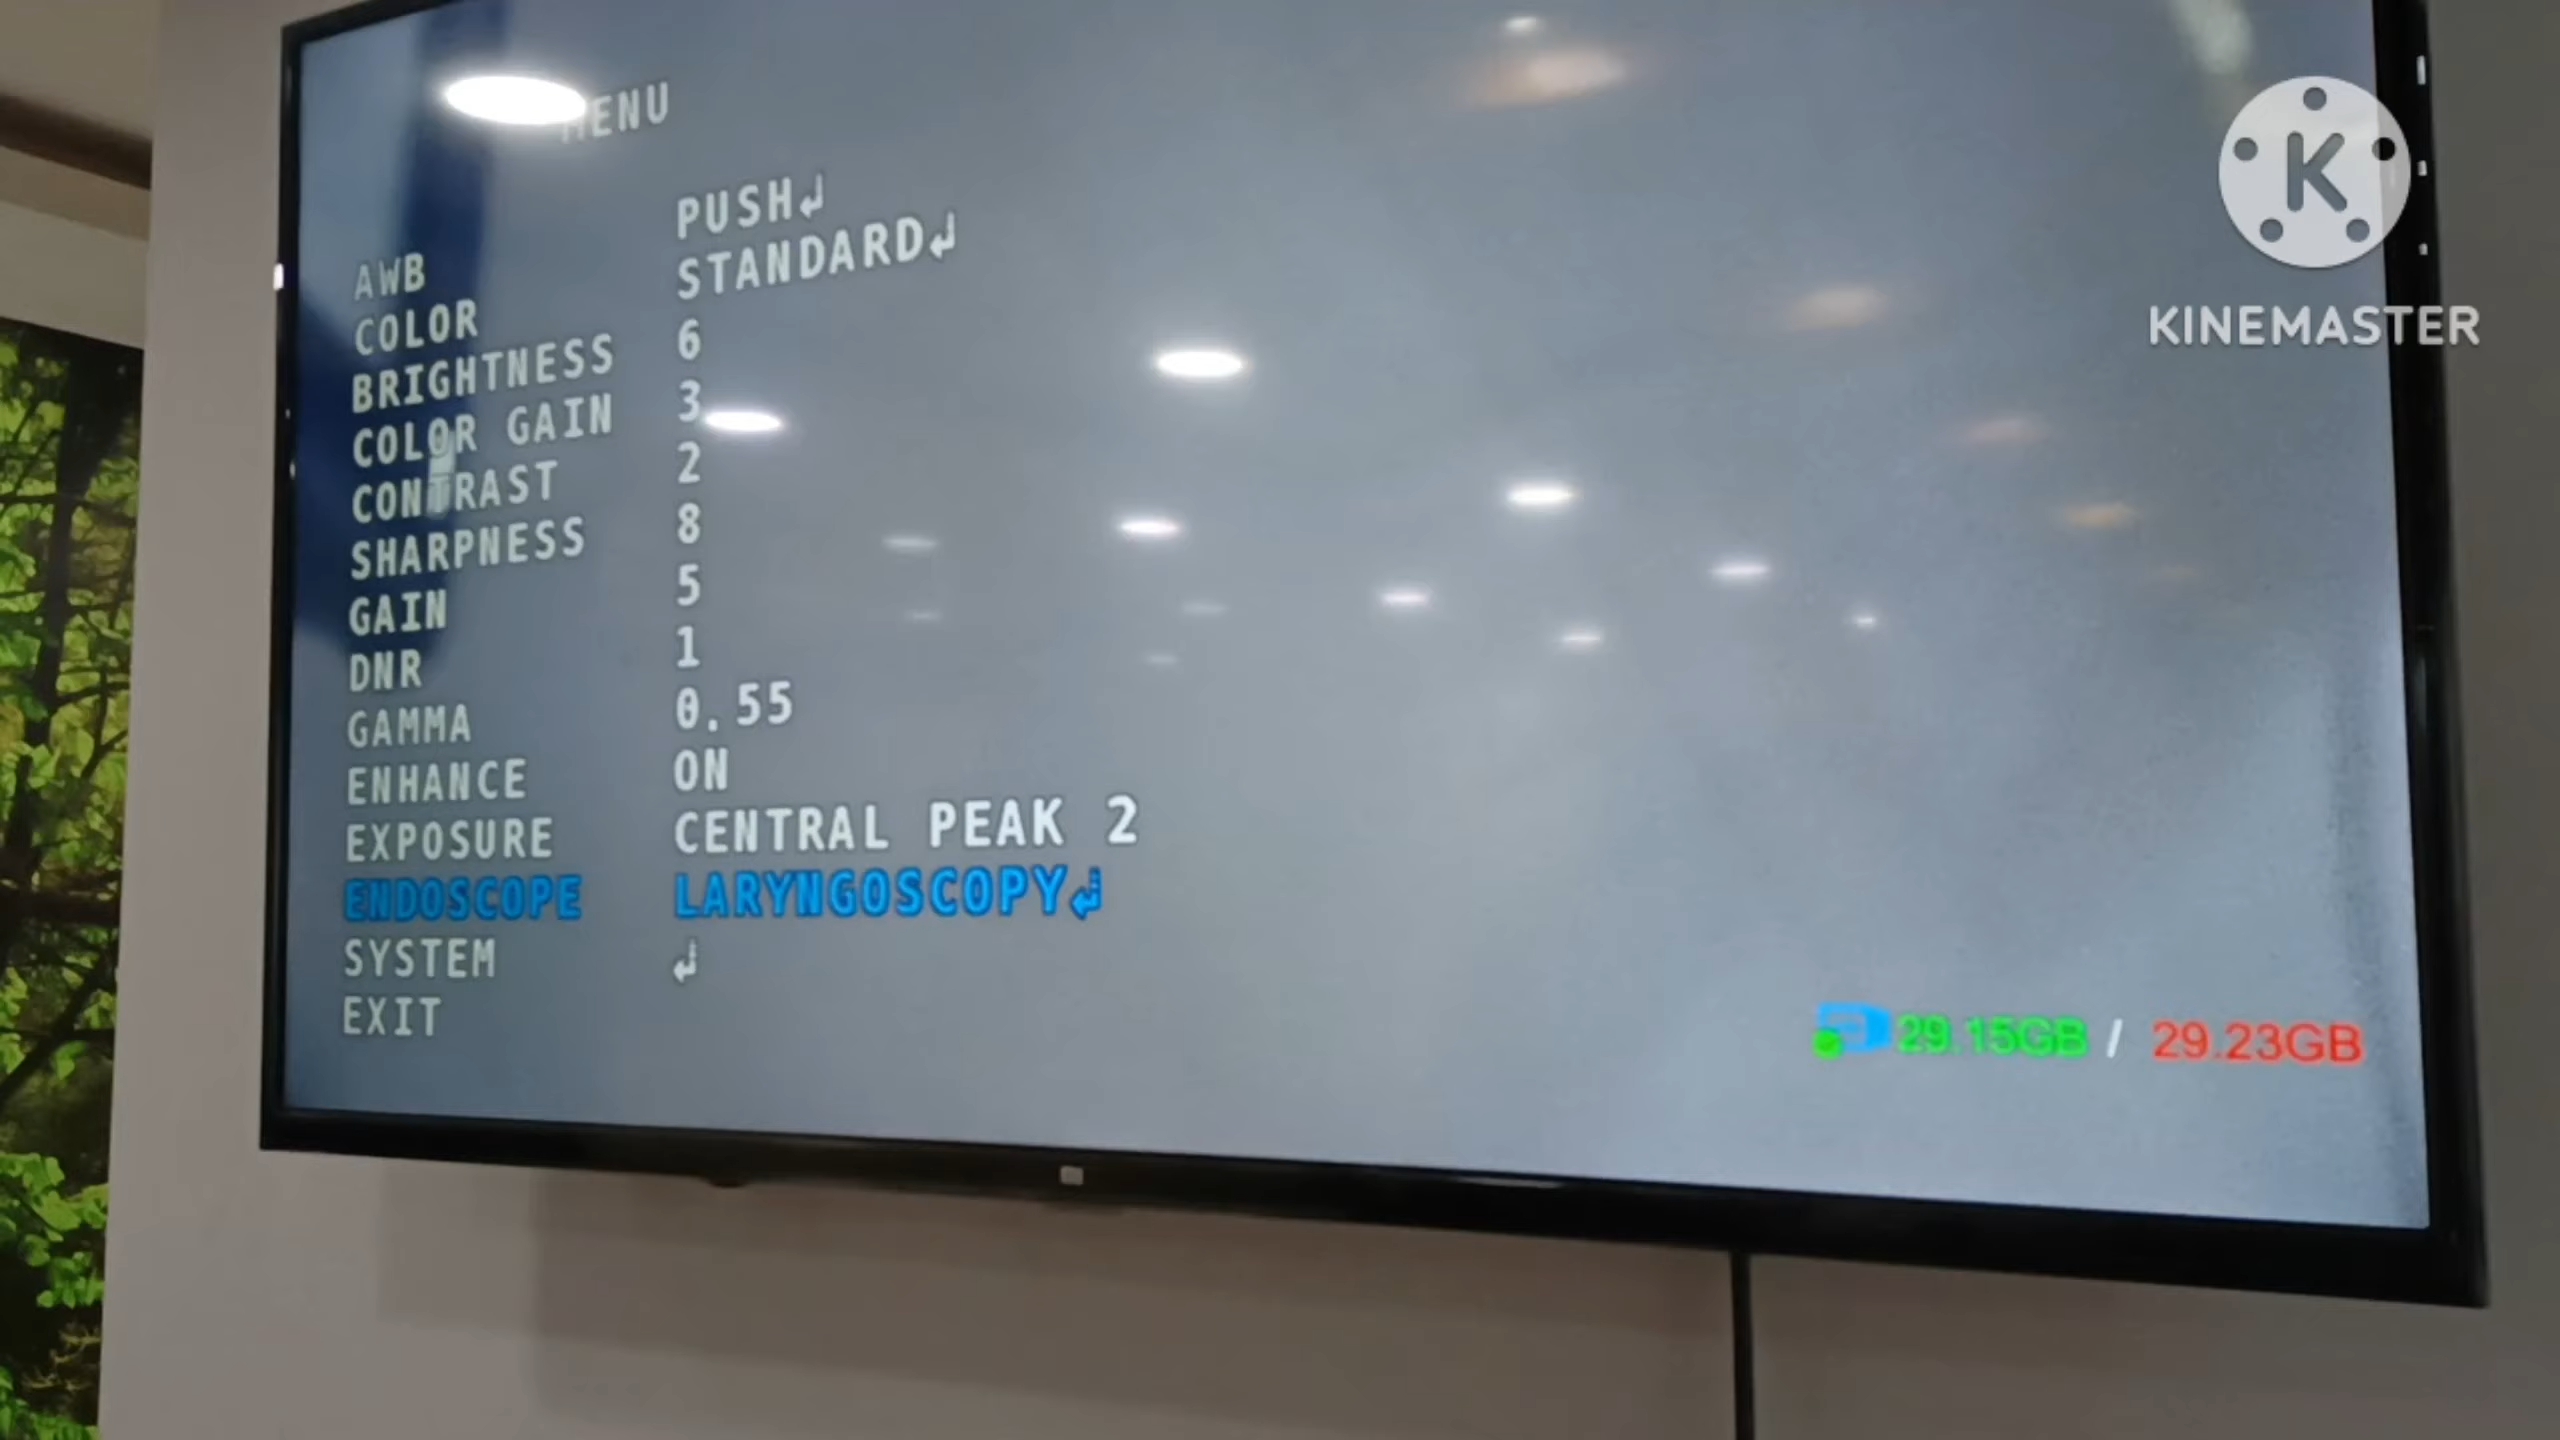 MENU
AWB PUSH↲
COLOR STANDARD↲
BRIGHTNESS 6
COLOR GAIN 3
CONTRAST 2
SHARPNESS 8
GAIN 5
DNR 1
GAMMA 0.55
ENHANCE ON
EXPOSURE CENTRAL PEAK 2
ENDOSCOPE LARYNGOSCOPY↲
SYSTEM ↲
EXIT
29.15GB / 29.23GB
K
KINEMASTER